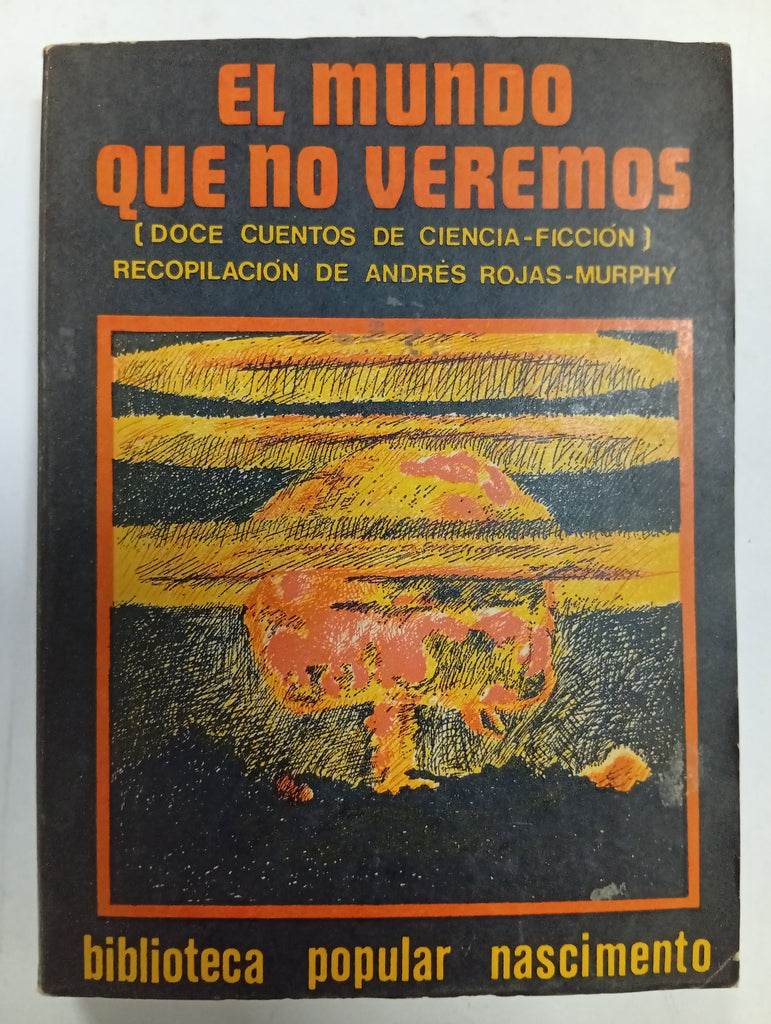 EL MUNDO
QUE NO VEREMOS
(DOCE CUENTOS DE CIENCIA-FICCIÓN)
RECOPILACIÓN DE ANDRÉS ROJAS-MURPHY
biblioteca popular nascimento